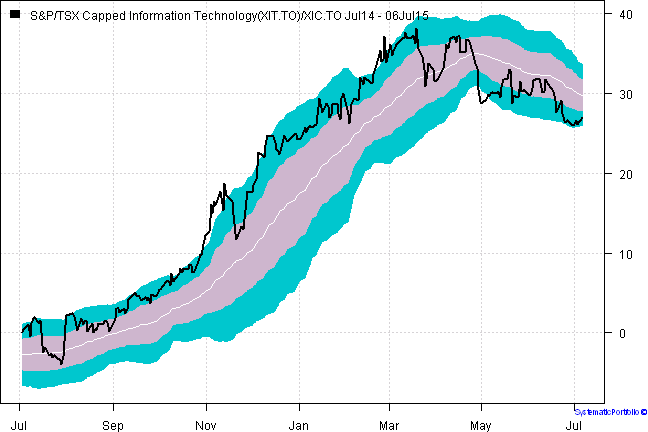 S&P/TSX Capped Information Technology(XIT.TO)/XIC.TO Jul14 - 06Jul15
40
30
20
10
0
Jul Sep Nov Jan Mar May Jul
SystematicPortfolio ©